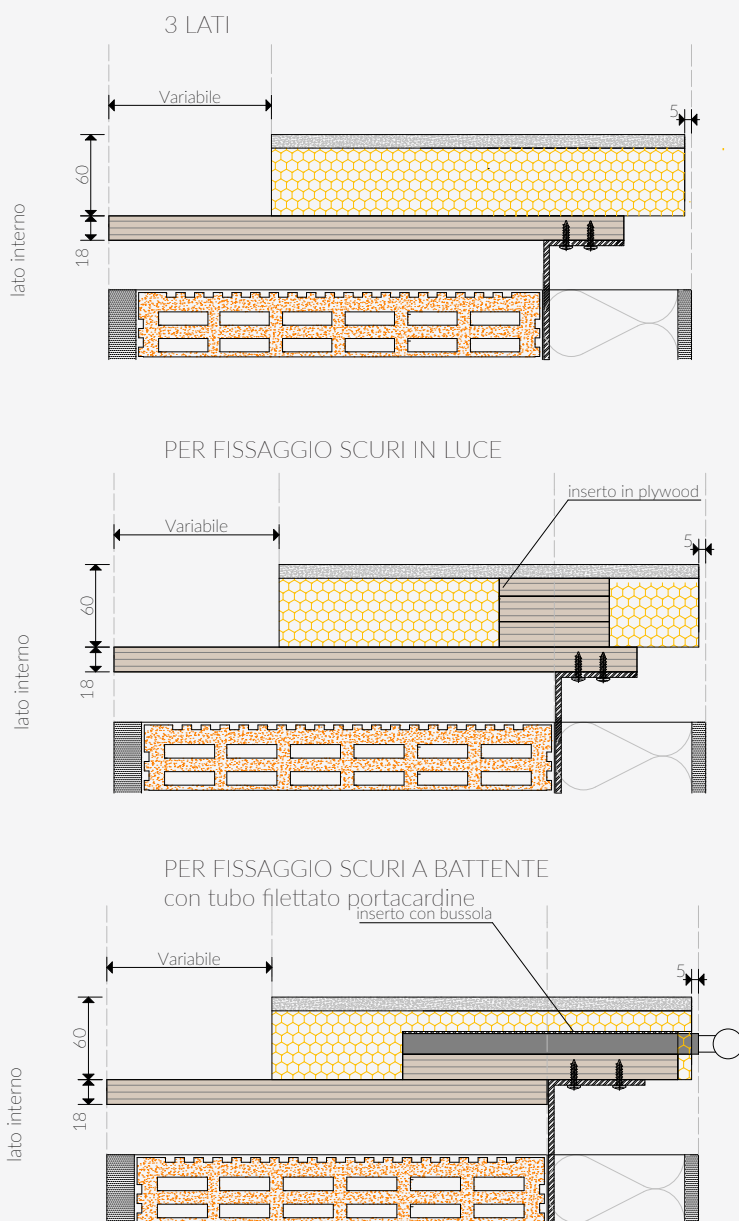 3 LATI
Variabile
5
60
18
lato interno
PER FISSAGGIO SCURI IN LUCE
inserto in plywood
Variabile
5
60
18
lato interno
PER FISSAGGIO SCURI A BATTENTE
con tubo filettato portacardine
inserto con bussola
Variabile
5
60
18
lato interno